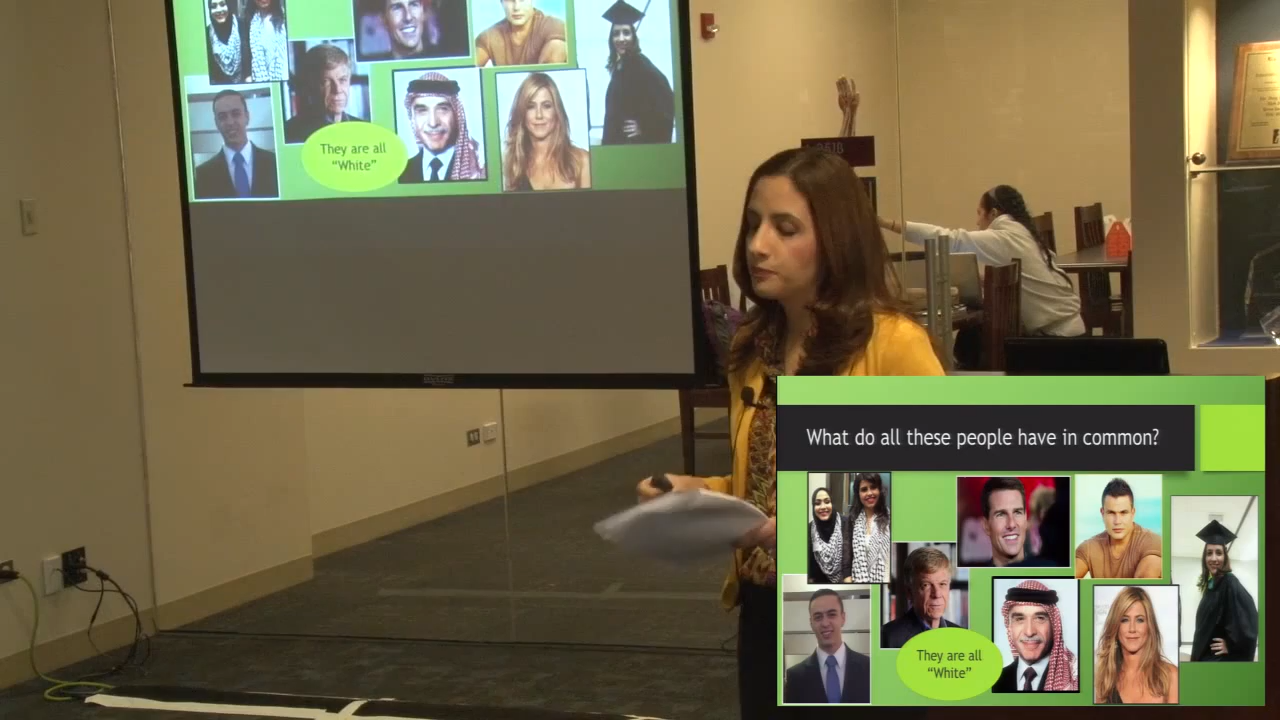 They are all
“White”
What do all these people have in common?
They are all
“White”